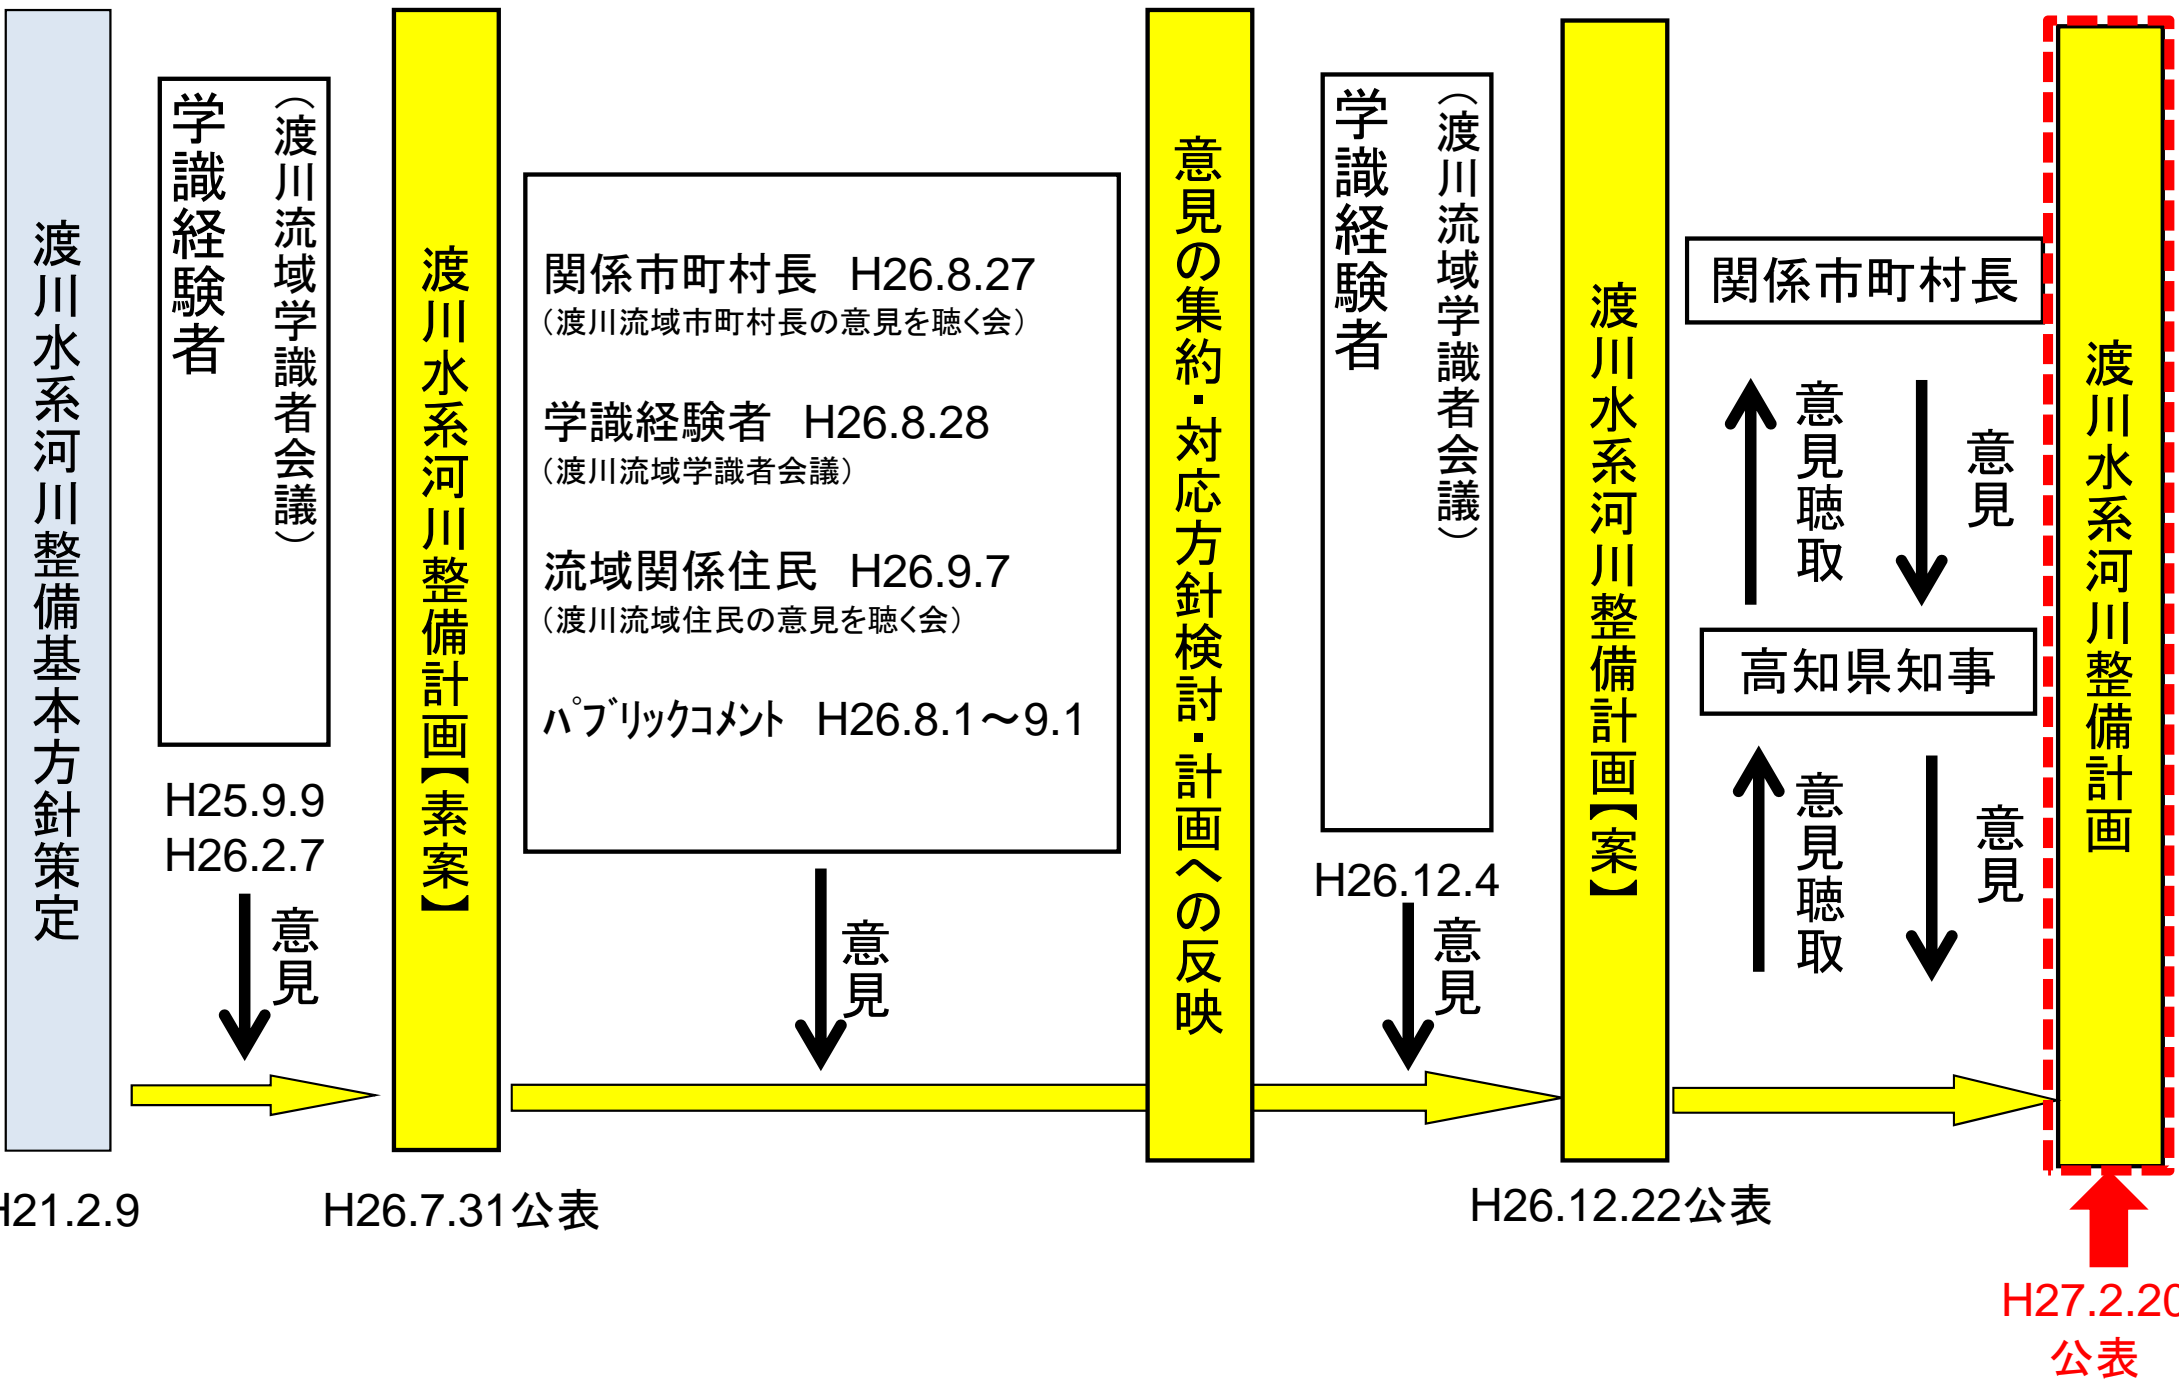 渡川水系河川整備基本方針策定
H21.2.9
学識経験者
（渡川流域学識者会議）
H25.9.9
H26.2.7
意見
渡川水系河川整備計画【素案】
H26.7.31公表
関係市町村長　H26.8.27
（渡川流域市町村長の意見を聴く会）
学識経験者　H26.8.28
（渡川流域学識者会議）
流域関係住民　H26.9.7
（渡川流域住民の意見を聴く会）
ﾊﾟﾌﾞﾘｯｸｺﾒﾝﾄ　H26.8.1～9.1
意見
意見の集約・対応方針検討・計画への反映
学識経験者
（渡川流域学識者会議）
H26.12.4
意見
渡川水系河川整備計画【案】
H26.12.22公表
関係市町村長
意見聴取
意見
高知県知事
意見聴取
意見
渡川水系河川整備計画
H27.2.20
公表